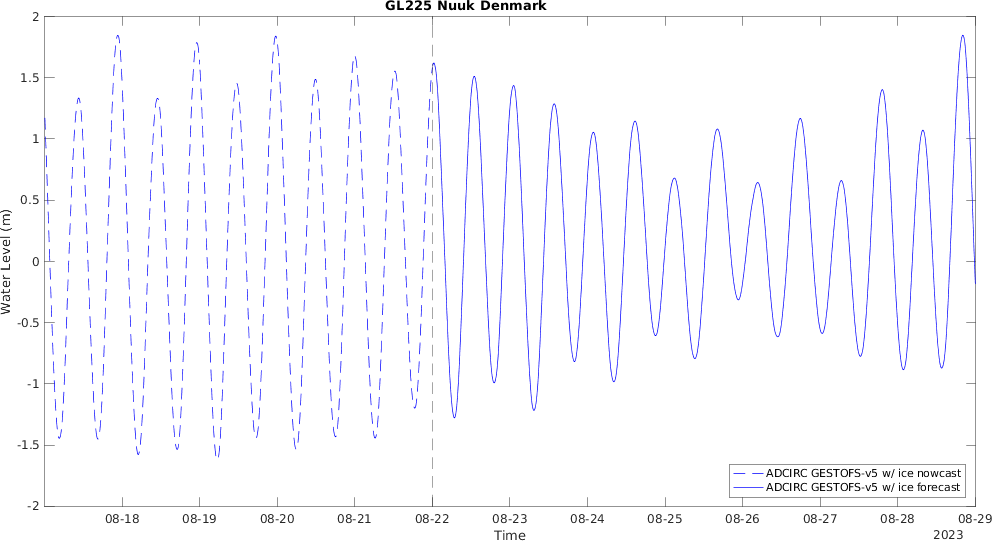 GL225 Nuuk Denmark
Water Level (m)
2
1.5
1
0.5
0
-0.5
-1
-1.5
-2
ADCIRC GESTOFS-v5 w/ ice nowcast
ADCIRC GESTOFS-v5 w/ ice forecast
08-18 08-19 08-20 08-21 08-22 08-23 08-24 08-25 08-26 08-27 08-28 08-29
Time
2023